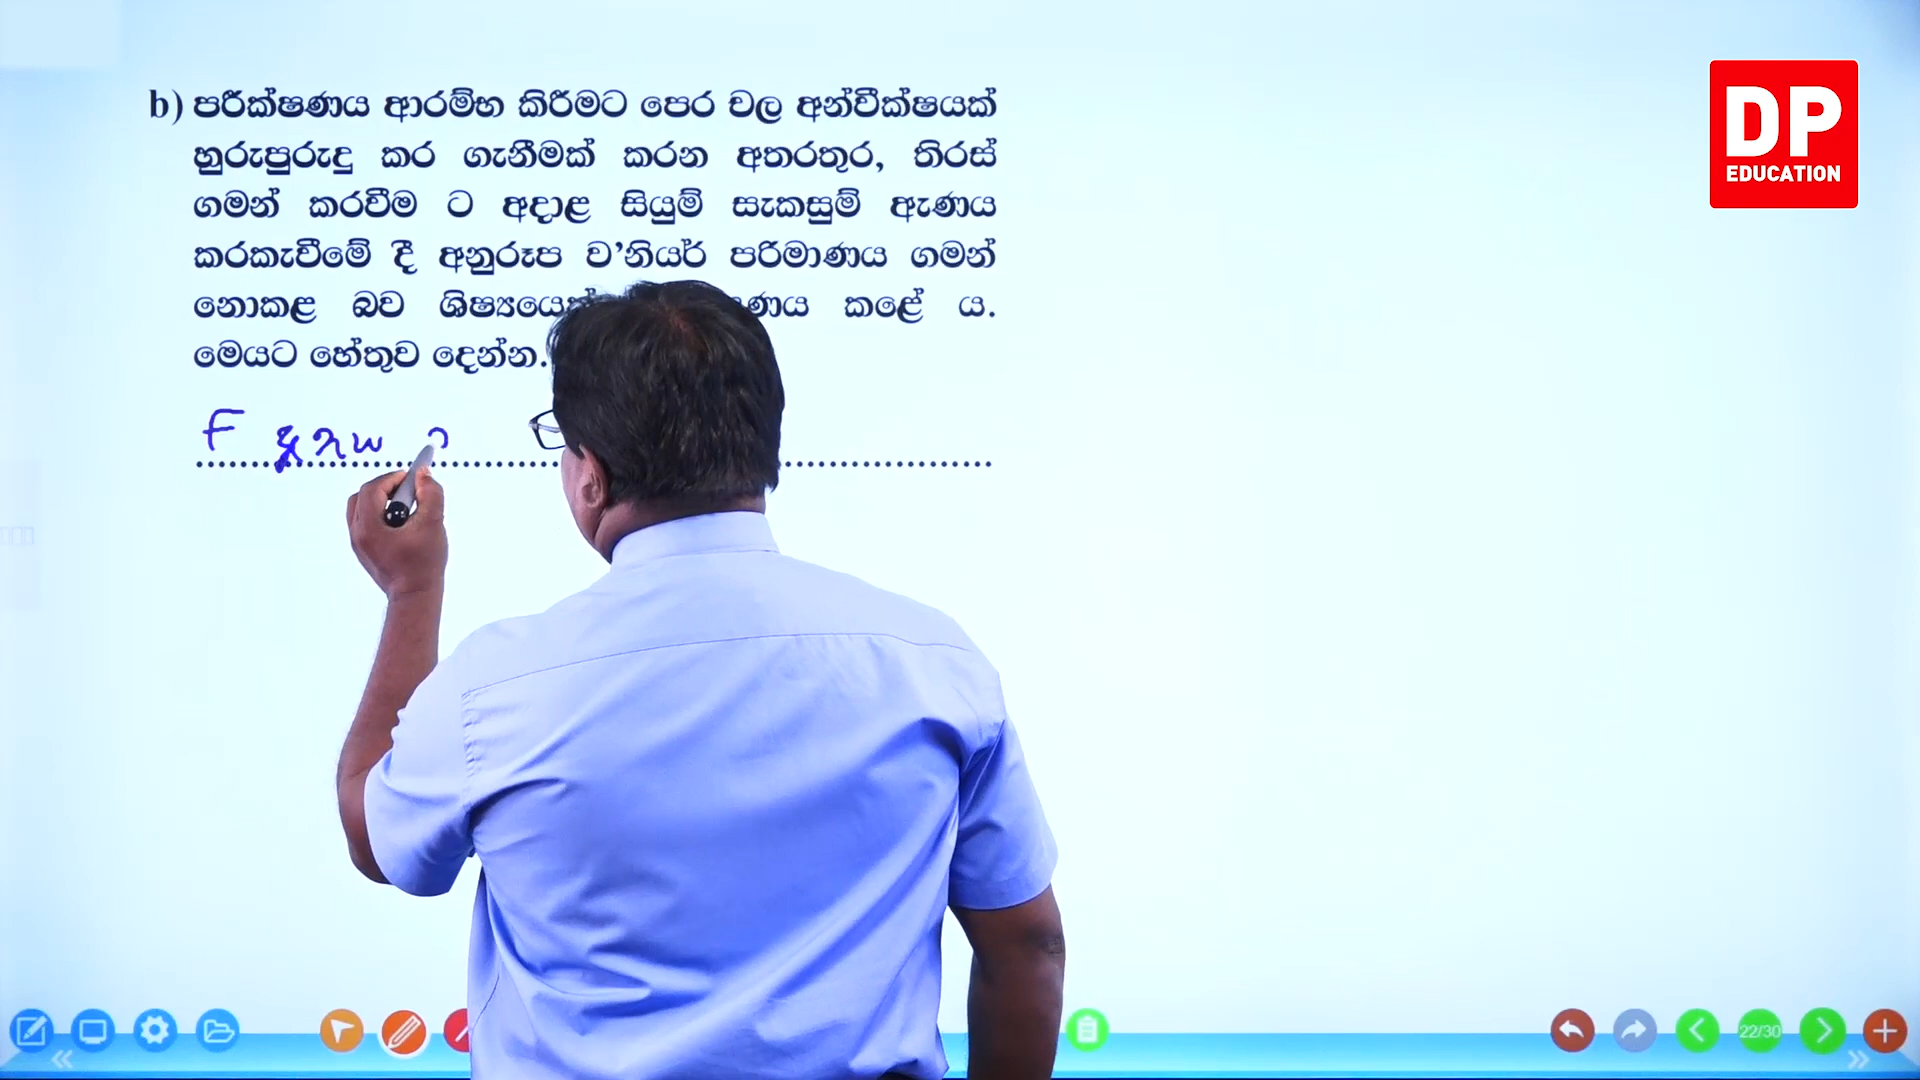 b) පරීක්ෂණය ආරම්භ කිරීමට පෙර චල අන්වීක්ෂයක්
හුරුපුරුදු කර ගැනීමක් කරන අතරතුර, තිරස්
ගමන් කරවීම ට අදාළ සියුම් සැකසුම් ඇණය
කරකැවීමේ දී අනුරූප ව’නියර් පරිමාණය ගමන්
නොකළ බව ශිෂ්‍යයෙක් කළේ ය.
මෙයට හේතුව දෙන්න.
F
DP
EDUCATION
22/30